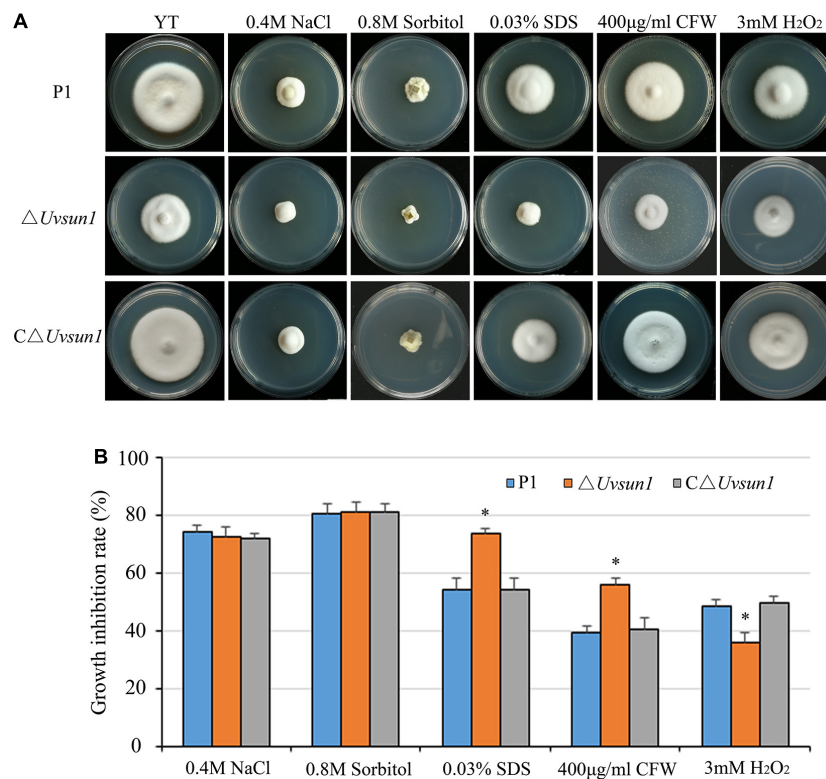 A
YT 0.4M NaCl 0.8M Sorbitol 0.03% SDS 400μg/ml CFW 3mM H₂O₂
P1
△Uvsun1
C△Uvsun1
B
Growth inhibition rate (%)
100
80
60
40
20
0
P1 △Uvsun1 C△Uvsun1
* * *
0.4M NaCl 0.8M Sorbitol 0.03% SDS 400μg/ml CFW 3mM H₂O₂